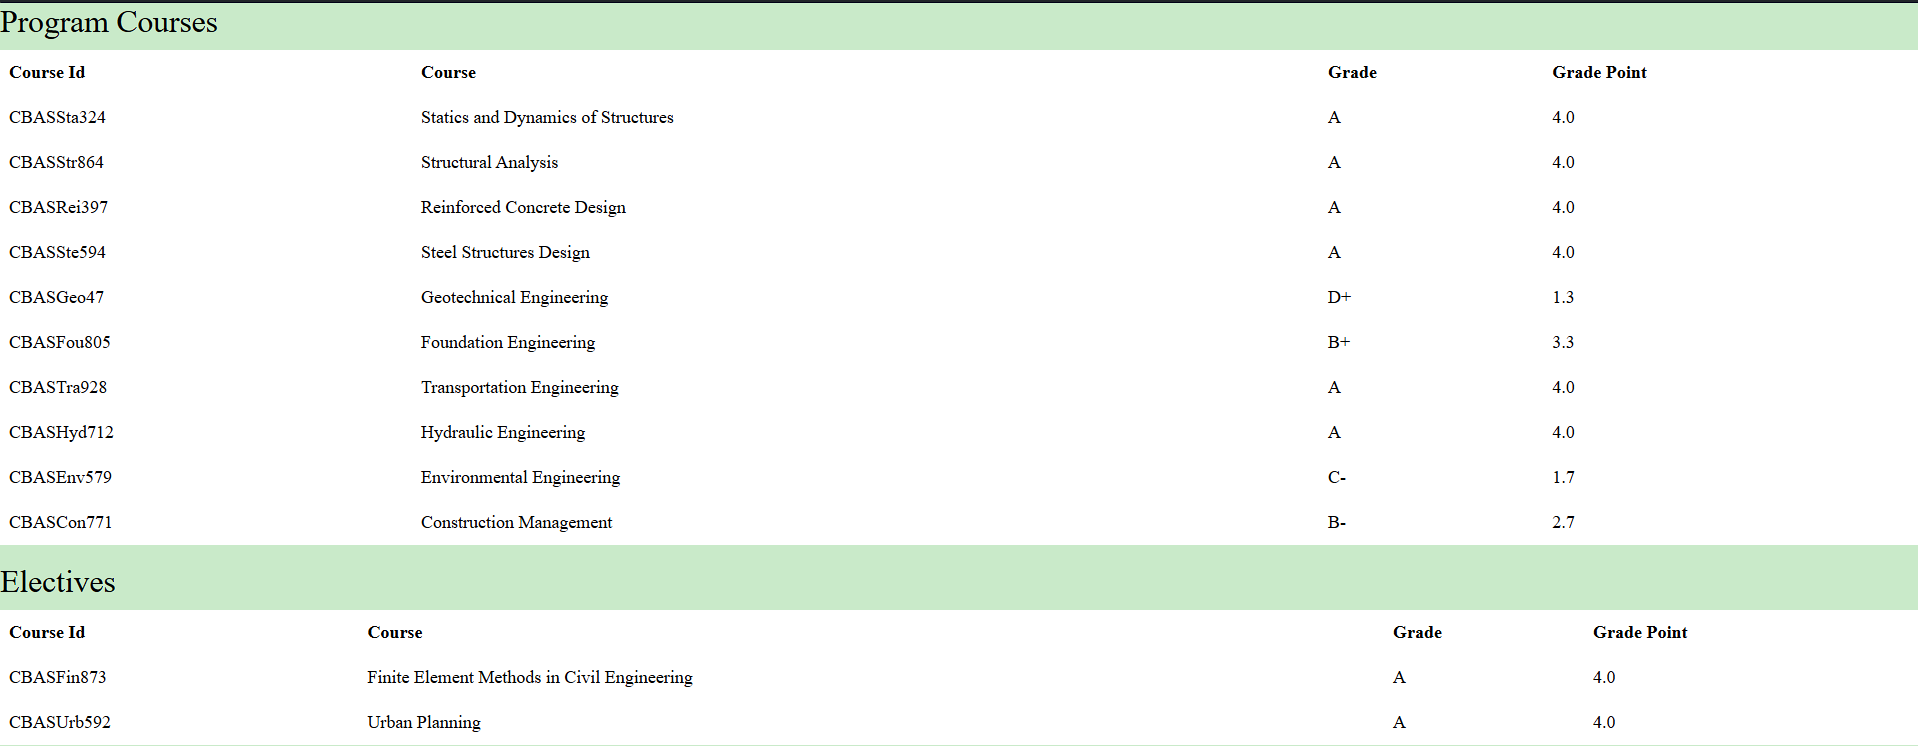 Program Courses
Course Id Course Grade Grade Point
CBASSta324 Statics and Dynamics of Structures A 4.0
CBASStr864 Structural Analysis A 4.0
CBASRei397 Reinforced Concrete Design A 4.0
CBASSte594 Steel Structures Design A 4.0
CBASGeo47 Geotechnical Engineering D+ 1.3
CBASFou805 Foundation Engineering B+ 3.3
CBASTra928 Transportation Engineering A 4.0
CBASHyd712 Hydraulic Engineering A 4.0
CBASEnv579 Environmental Engineering C- 1.7
CBASCon771 Construction Management B- 2.7
Electives
Course Id Course Grade Grade Point
CBASFin873 Finite Element Methods in Civil Engineering A 4.0
CBASUrb592 Urban Planning A 4.0